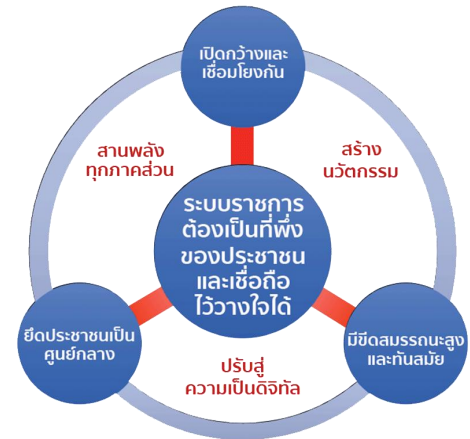 เปิดกว้างและ
เชื่อมโยงกัน
สานพลัง
ทุกภาคส่วน
สร้าง
นวัตกรรม
ระบบราชการ
ต้องเป็นที่พึ่ง
ของประชาชน
และเชื่อถือ
ไว้วางใจได้
ยึดประชาชนเป็น
ศูนย์กลาง
มีขีดสมรรถนะสูง
และทันสมัย
ปรับสู่
ความเป็นดิจิทัล